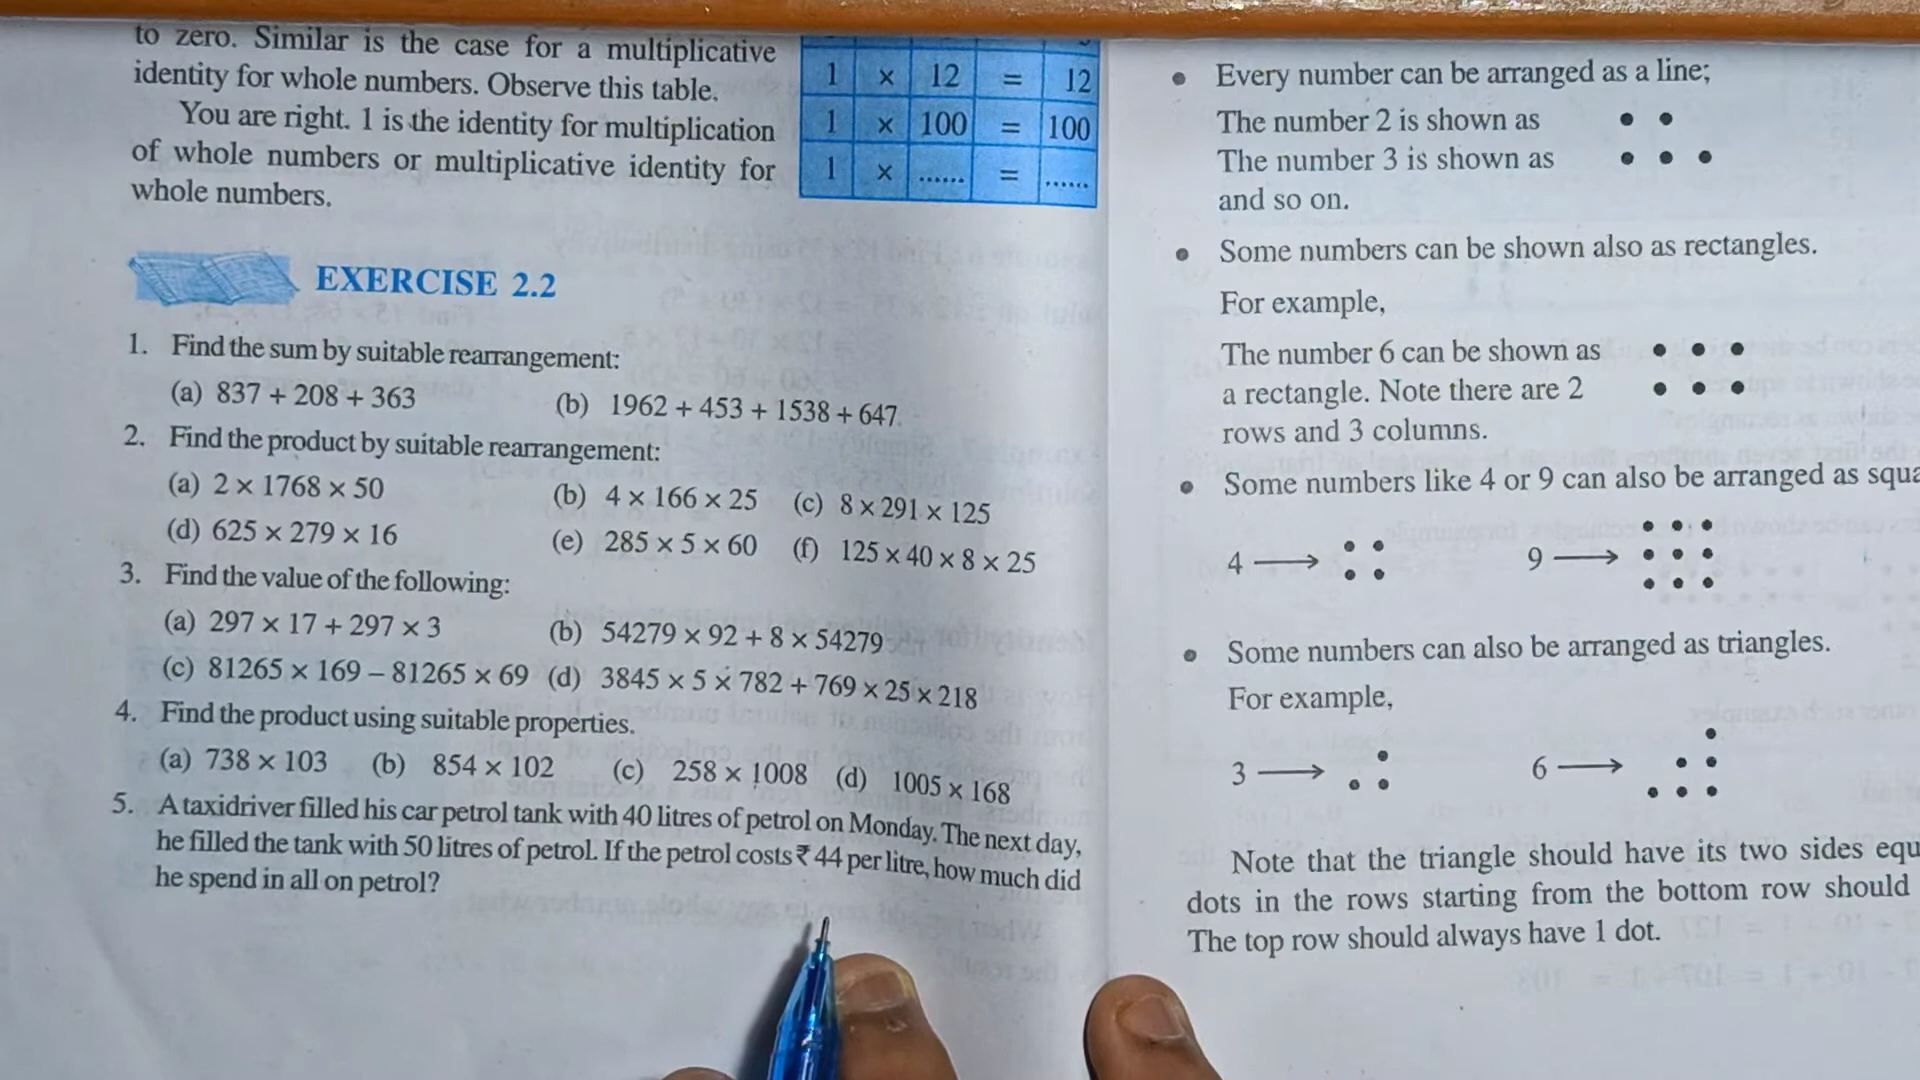 to zero. Similar is the case for a multiplicative
identity for whole numbers. Observe this table.
You are right. 1 is the identity for multiplication
of whole numbers or multiplicative identity for
whole numbers.
1 × 12 = 12
1 × 100 = 100
1 × ...... = ......
EXERCISE 2.2
1. Find the sum by suitable rearrangement:
(a) 837 + 208 + 363 (b) 1962 + 453 + 1538 + 647
2. Find the product by suitable rearrangement:
(a) 2 × 1768 × 50 (b) 4 × 166 × 25 (c) 8 × 291 × 125
(d) 625 × 279 × 16 (e) 285 × 5 × 60 (f) 125 × 40 × 8 × 25
3. Find the value of the following:
(a) 297 × 17 + 297 × 3 (b) 54279 × 92 + 8 × 54279
(c) 81265 × 169 – 81265 × 69 (d) 3845 × 5 × 782 + 769 × 25 × 218
4. Find the product using suitable properties.
(a) 738 × 103 (b) 854 × 102 (c) 258 × 1008 (d) 1005 × 168
5. A taxidriver filled his car petrol tank with 40 litres of petrol on Monday. The next day,
he filled the tank with 50 litres of petrol. If the petrol costs ₹ 44 per litre, how much did
he spend in all on petrol?
• Every number can be arranged as a line;
The number 2 is shown as
The number 3 is shown as
and so on.
• Some numbers can be shown also as rectangles.
For example,
The number 6 can be shown as
a rectangle. Note there are 2
rows and 3 columns.
• Some numbers like 4 or 9 can also be arranged as squa
4 → 9 →
• Some numbers can also be arranged as triangles.
For example,
3 → 6 →
Note that the triangle should have its two sides equ
dots in the rows starting from the bottom row should
The top row should always have 1 dot.